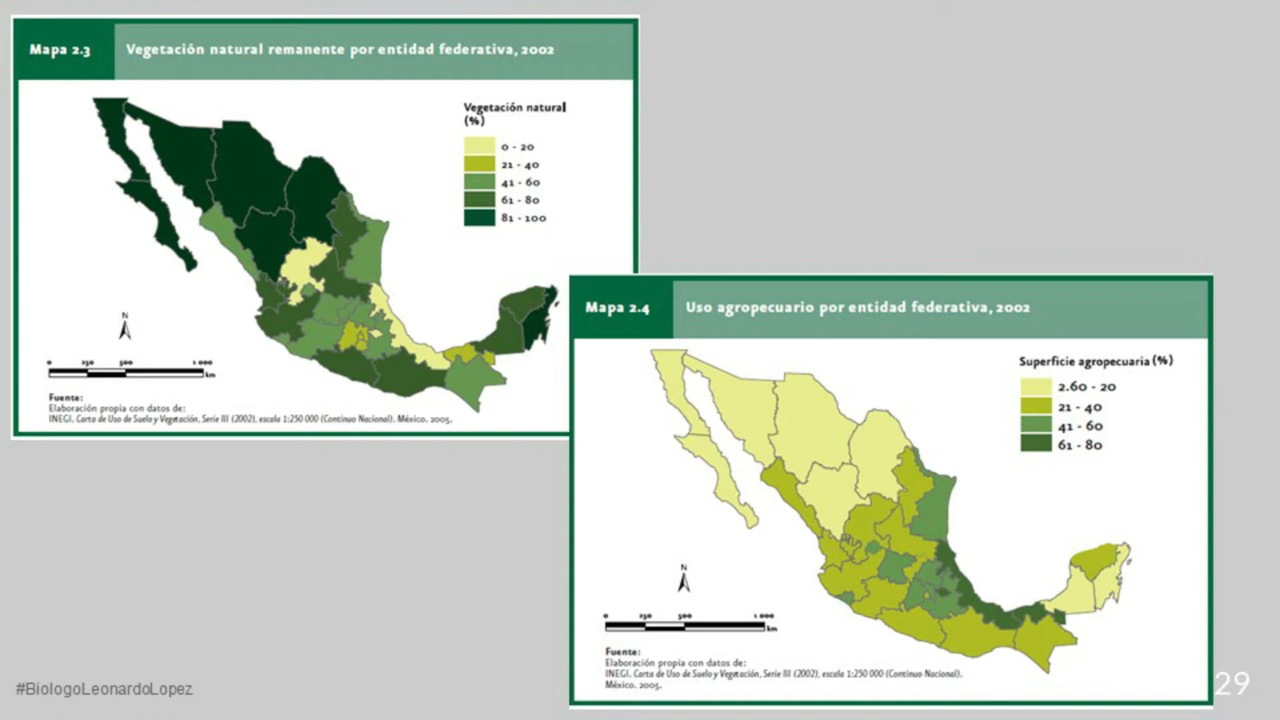 Mapa 2.3
Vegetación natural remanente por entidad federativa, 2002
Vegetación natural
(%)
0 - 20
21 - 40
41 - 60
61 - 80
81 - 100
N
0 250 500 1 000
km
Fuente:
Elaboración propia con datos de:
INEGI. Carta de Uso de Suelo y Vegetación, Serie III (2002), escala 1:250 000 (Continuo Nacional). México. 2005.
Mapa 2.4
Uso agropecuario por entidad federativa, 2002
Superficie agropecuaria (%)
2.60 - 20
21 - 40
41 - 60
61 - 80
N
0 250 500 1 000
km
Fuente:
Elaboración propia con datos de:
INEGI. Carta de Uso de Suelo y Vegetación, Serie III (2002), escala 1:250 000 (Continuo Nacional).
México. 2005.
#BiologoLeonardoLopez
29